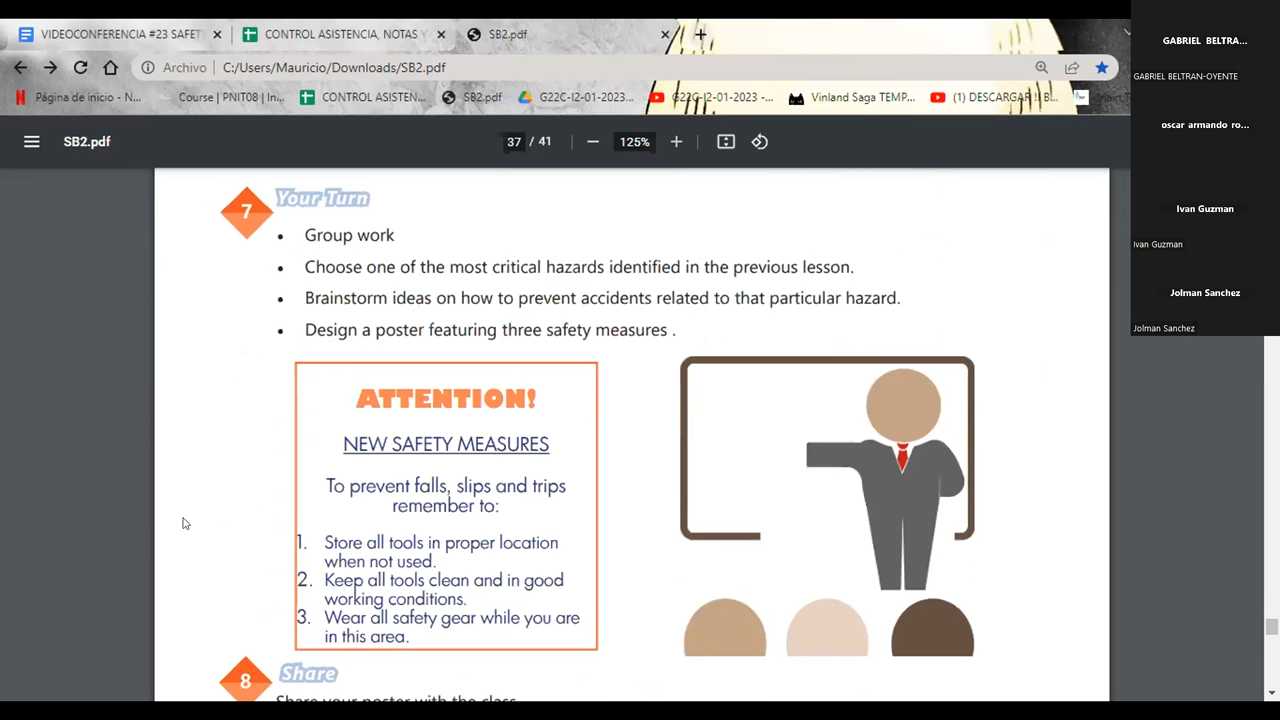 VIDEOCONFERENCIA #23 SAFET
CONTROL ASISTENCIA, NOTAS Y
SB2.pdf
Archivo
C:/Users/Mauricio/Downloads/SB2.pdf
Página de inicio - N...
Course | PNIT08 | In...
CONTROL ASISTEN...
SB2.pdf
G22C-I2-01-2023...
G22C-I2-01-2023 -...
Vinland Saga TEMP...
(1) DESCARGAR !! B...
SB2.pdf
37 / 41
125%
GABRIEL BELTRA...
GABRIEL BELTRAN-OYENTE
oscar armando ro...
Ivan Guzman
Ivan Guzman
Jolman Sanchez
Jolman Sanchez
7
Your Turn
• Group work
• Choose one of the most critical hazards identified in the previous lesson.
• Brainstorm ideas on how to prevent accidents related to that particular hazard.
• Design a poster featuring three safety measures .
ATTENTION!
NEW SAFETY MEASURES
To prevent falls, slips and trips
remember to:
1. Store all tools in proper location
when not used.
2. Keep all tools clean and in good
working conditions.
3. Wear all safety gear while you are
in this area.
8
Share
Share your poster with the class